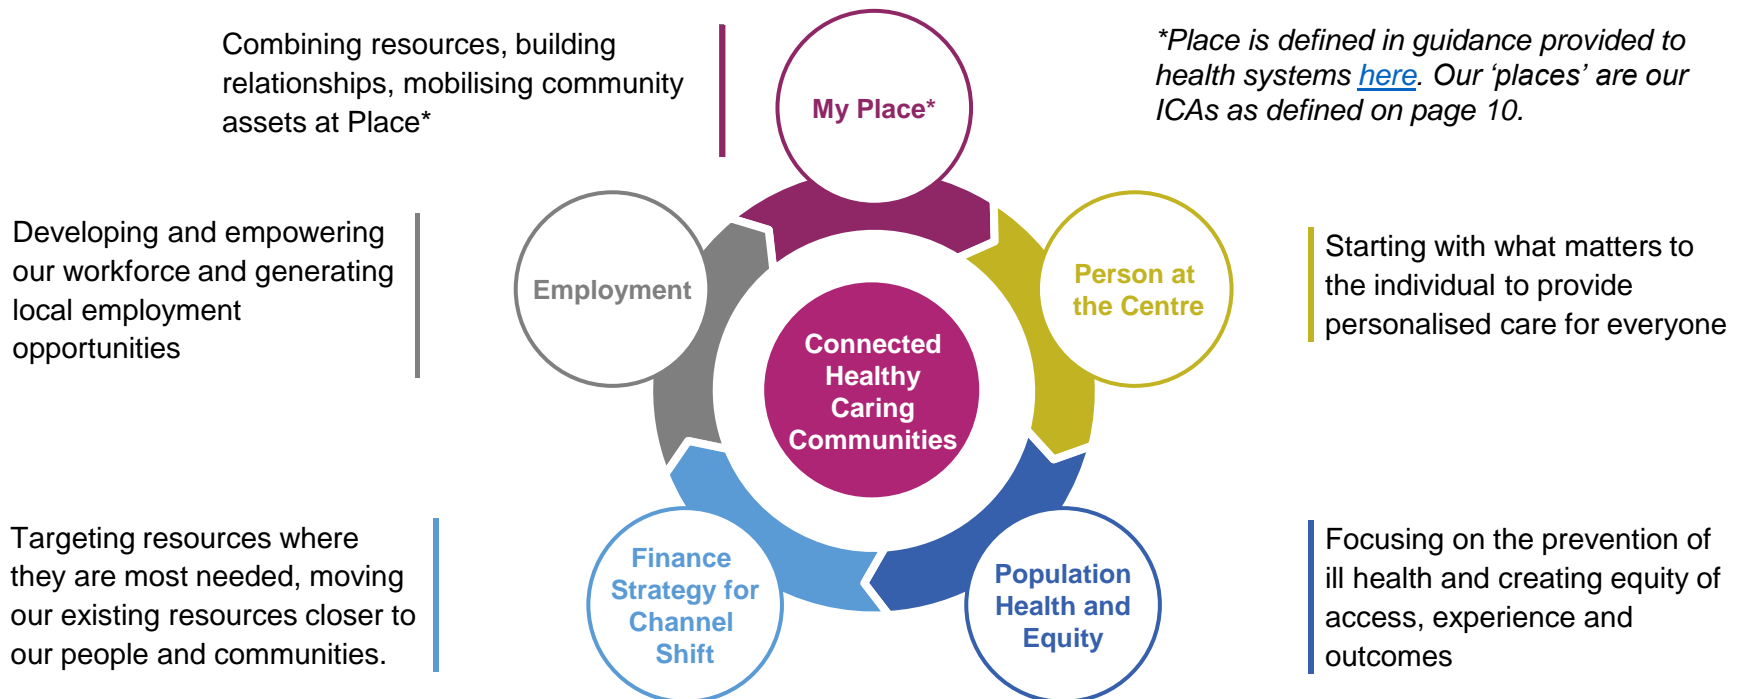 Combining resources, building
relationships, mobilising community
assets at Place*
My Place*
*Place is defined in guidance provided to
health systems here. Our ‘places’ are our
ICAs as defined on page 10.
Developing and empowering
our workforce and generating
local employment
opportunities
Employment
Person at
the Centre
Starting with what matters to
the individual to provide
personalised care for everyone
Connected
Healthy
Caring
Communities
Targeting resources where
they are most needed, moving
our existing resources closer to
our people and communities.
Finance
Strategy for
Channel
Shift
Population
Health and
Equity
Focusing on the prevention of
ill health and creating equity of
access, experience and
outcomes